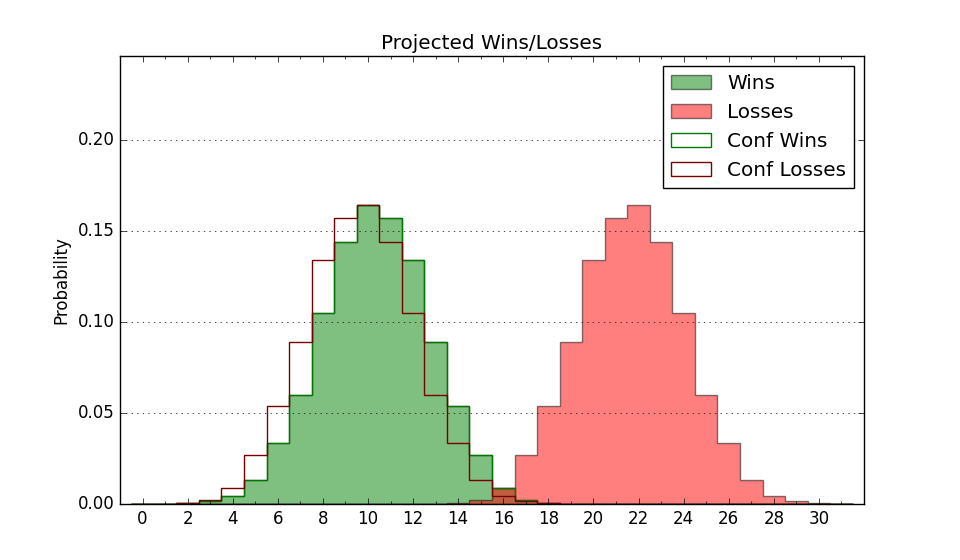 Projected Wins/Losses
Wins
Losses
Conf Wins
Conf Losses
Probability
0.20
0.15
0.10
0.05
0.00
0 2 4 6 8 10 12 14 16 18 20 22 24 26 28 30